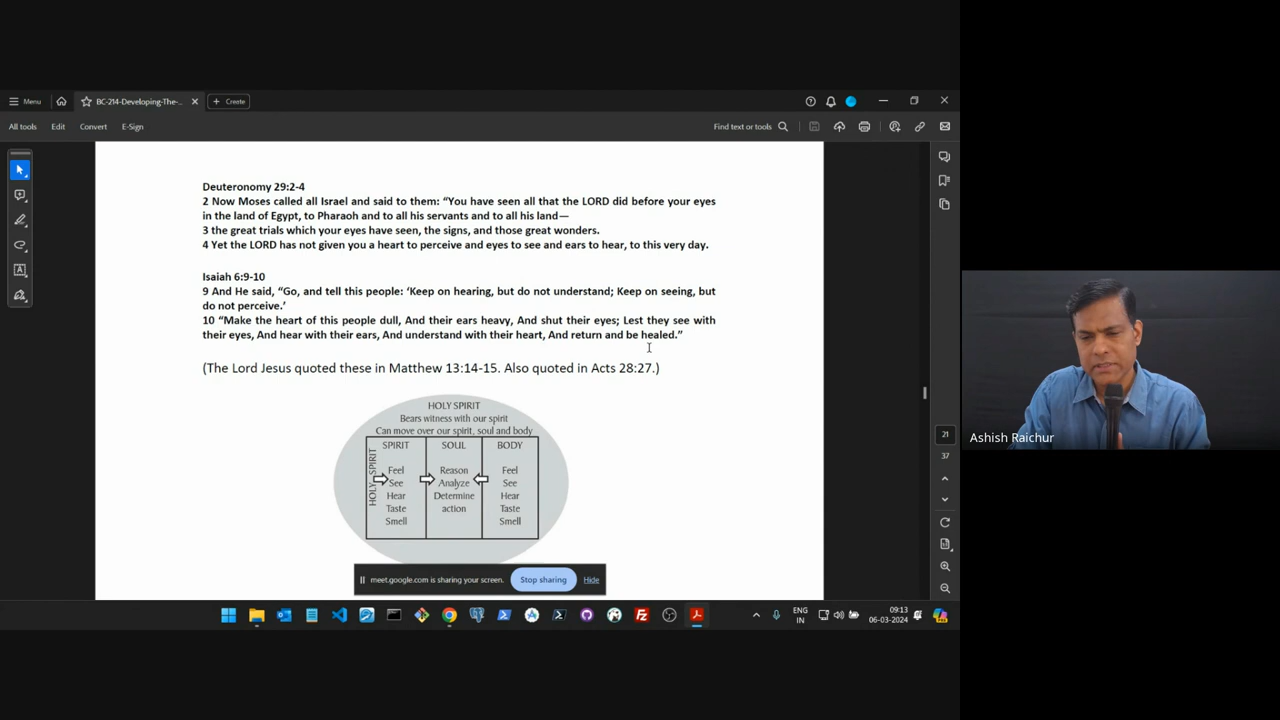 Menu
BC-214-Developing-The-...
Create
All tools
Edit
Convert
E-Sign
Find text or tools
Deuteronomy 29:2-4
2 Now Moses called all Israel and said to them: “You have seen all that the LORD did before your eyes
in the land of Egypt, to Pharaoh and to all his servants and to all his land—
3 the great trials which your eyes have seen, the signs, and those great wonders.
4 Yet the LORD has not given you a heart to perceive and eyes to see and ears to hear, to this very day.
Isaiah 6:9-10
9 And He said, “Go, and tell this people: ‘Keep on hearing, but do not understand; Keep on seeing, but
do not perceive.’
10 “Make the heart of this people dull, And their ears heavy, And shut their eyes; Lest they see with
their eyes, And hear with their ears, And understand with their heart, And return and be healed.”
(The Lord Jesus quoted these in Matthew 13:14-15. Also quoted in Acts 28:27.)
HOLY SPIRIT
Bears witness with our spirit
Can move over our spirit, soul and body
HOLY SPIRIT
SPIRIT
Feel
See
Hear
Taste
Smell
SOUL
Reason
Analyze
Determine
action
BODY
Feel
See
Hear
Taste
Smell
meet.google.com is sharing your screen.
Stop sharing
Hide
21
37
Ashish Raichur
ENG
IN
09:13
06-03-2024